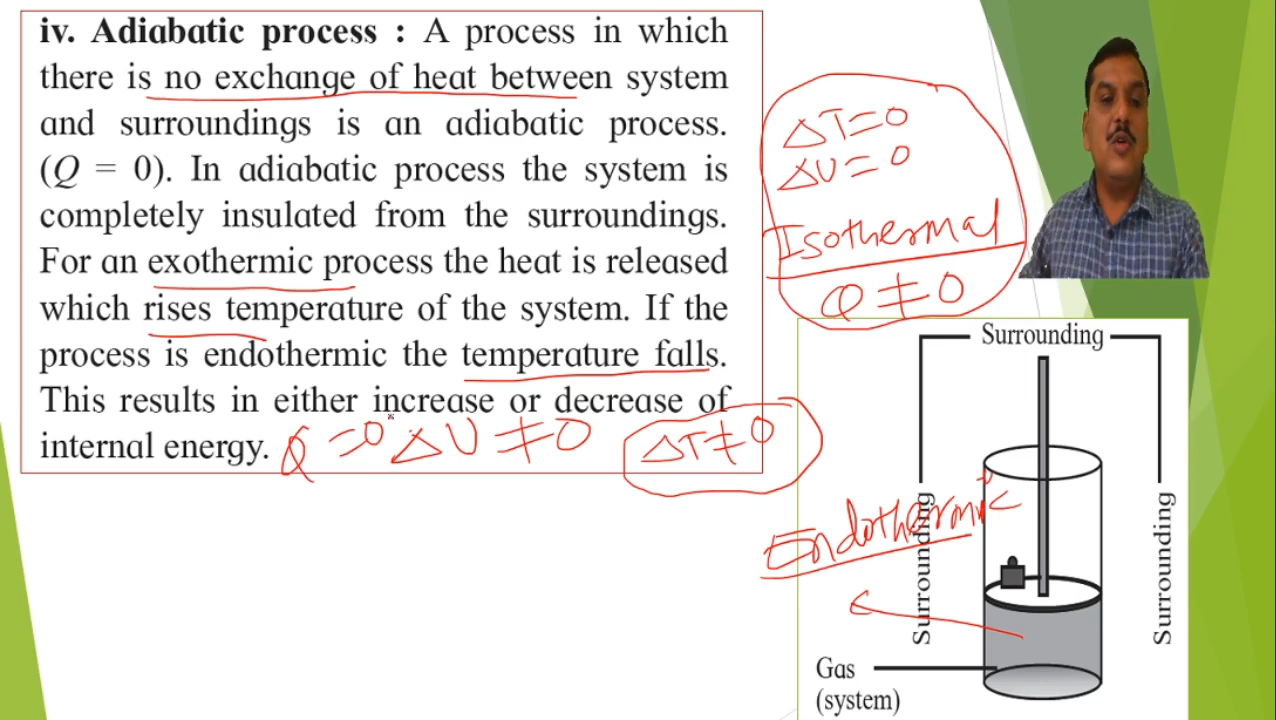 iv. Adiabatic process : A process in which
there is no exchange of heat between system
and surroundings is an adiabatic process.
(Q = 0). In adiabatic process the system is
completely insulated from the surroundings.
For an exothermic process the heat is released
which rises temperature of the system. If the
process is endothermic the temperature falls.
This results in either increase or decrease of
internal energy.
Q = 0 ΔU ≠ 0 ΔT ≠ 0
ΔT = 0
ΔU = 0
Isothermal
Q ≠ 0
Surrounding
Endothermic
Surrounding
Surrounding
Gas
(system)